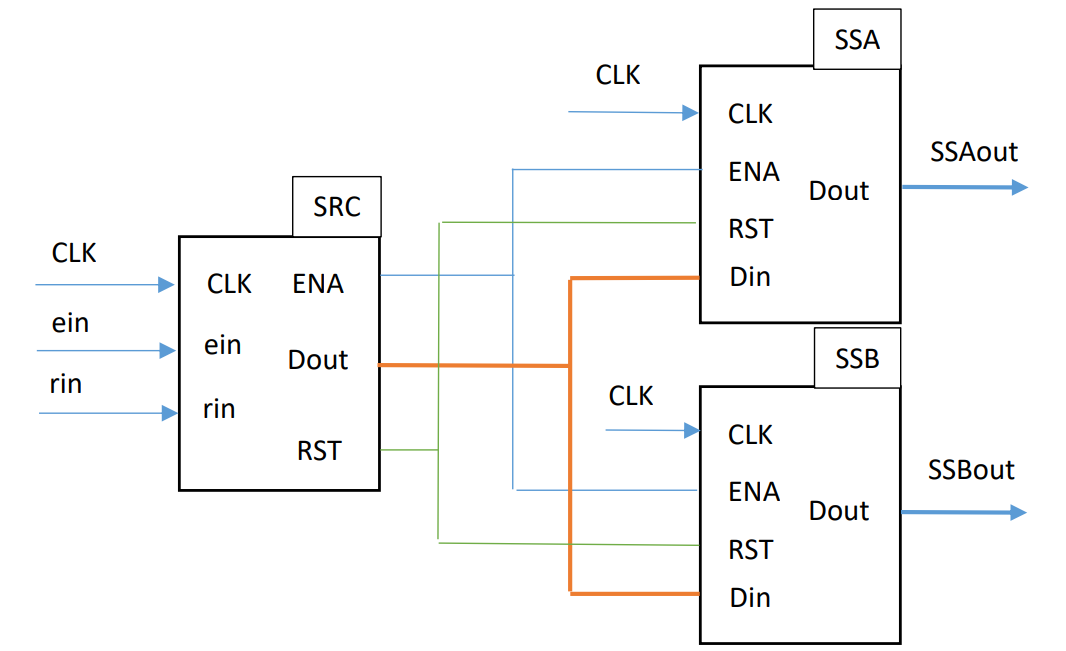 SRC
CLK
ein
rin
CLK
ein
rin
ENA
Dout
RST
SSA
CLK
CLK
ENA
RST
Din
Dout
SSAout
SSB
CLK
CLK
ENA
RST
Din
Dout
SSBout